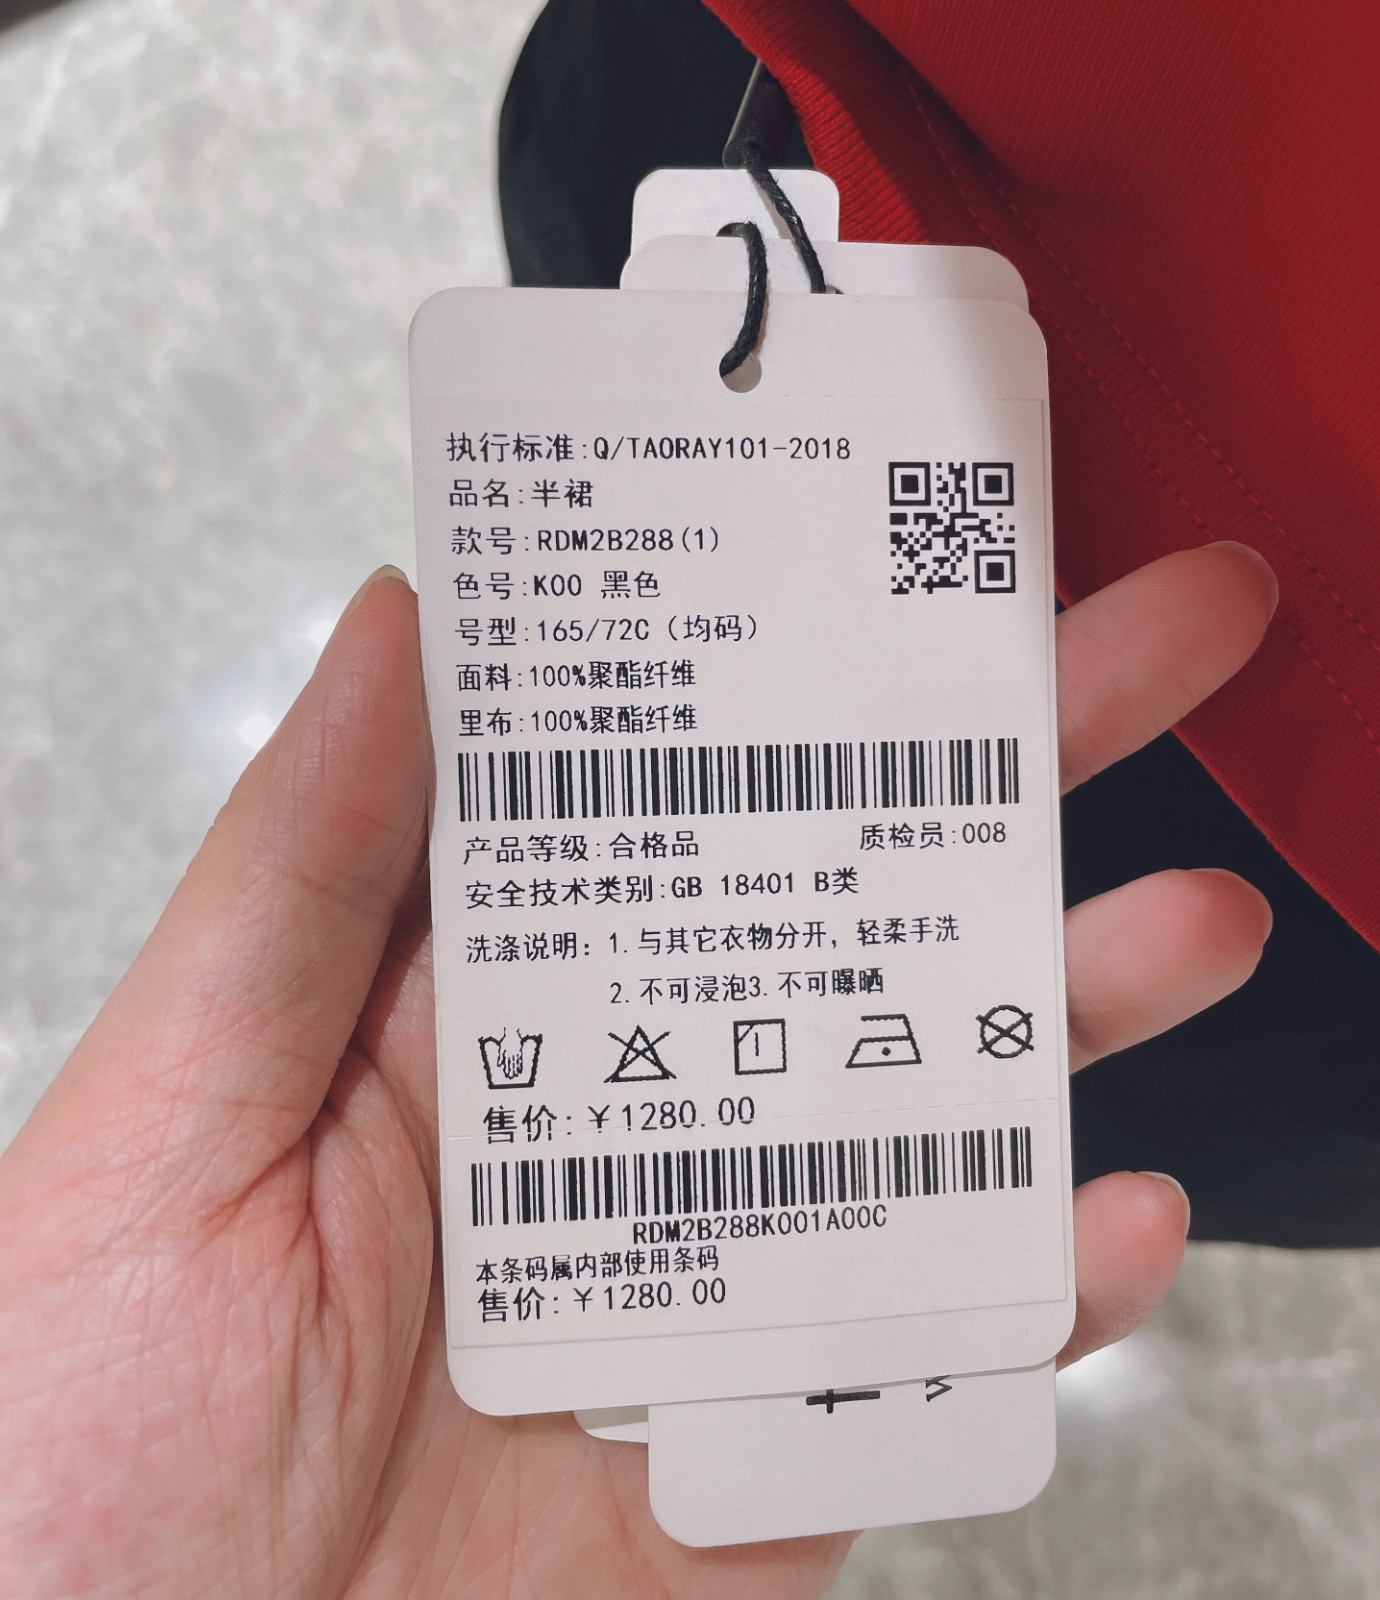 执行标准:Q/TAORAY101-2018
品名:半裙
款号:RDM2B288(1)
色号:K00 黑色
号型:165/72C (均码)
面料:100%聚酯纤维
里布:100%聚酯纤维
产品等级:合格品 质检员:008
安全技术类别:GB 18401 B类
洗涤说明: 1.与其它衣物分开, 轻柔手洗
2.不可浸泡3.不可曝晒
售价:¥1280.00
RDM2B288K001A00C
本条码属内部使用条码
售价:¥1280.00